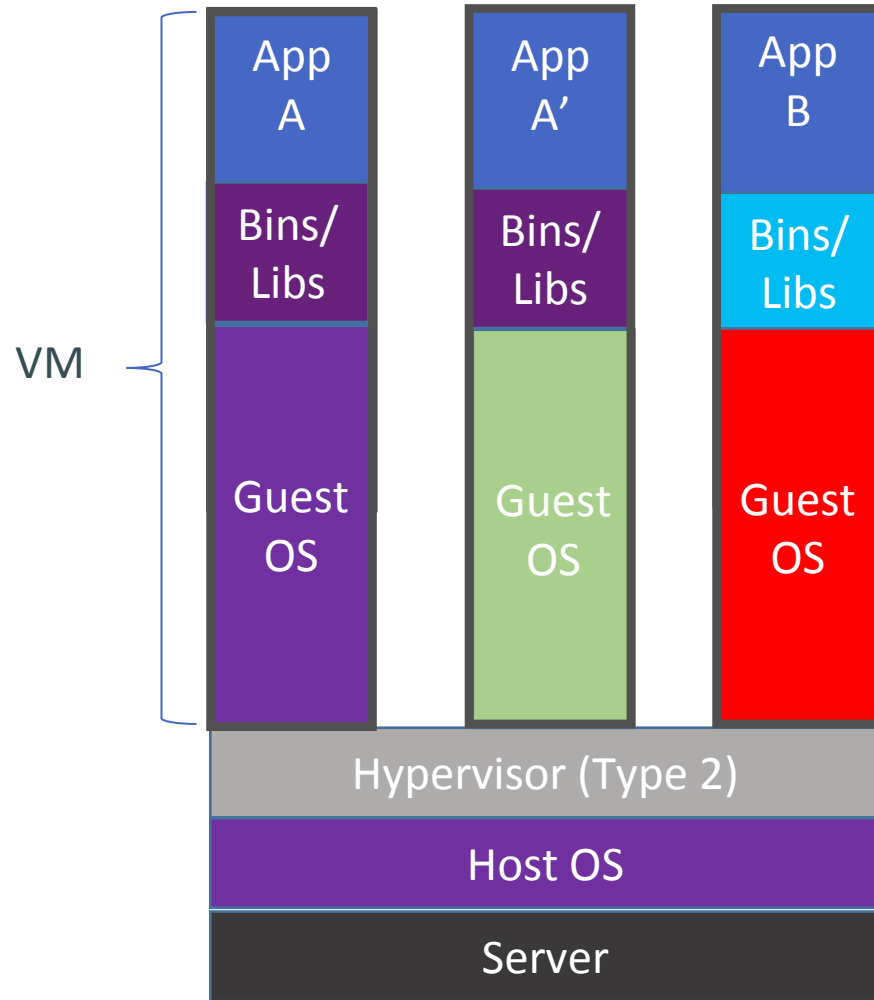 App
A
App
A’
App
B
Bins/
Libs
Bins/
Libs
Bins/
Libs
VM
Guest
OS
Guest
OS
Guest
OS
Hypervisor (Type 2)
Host OS
Server